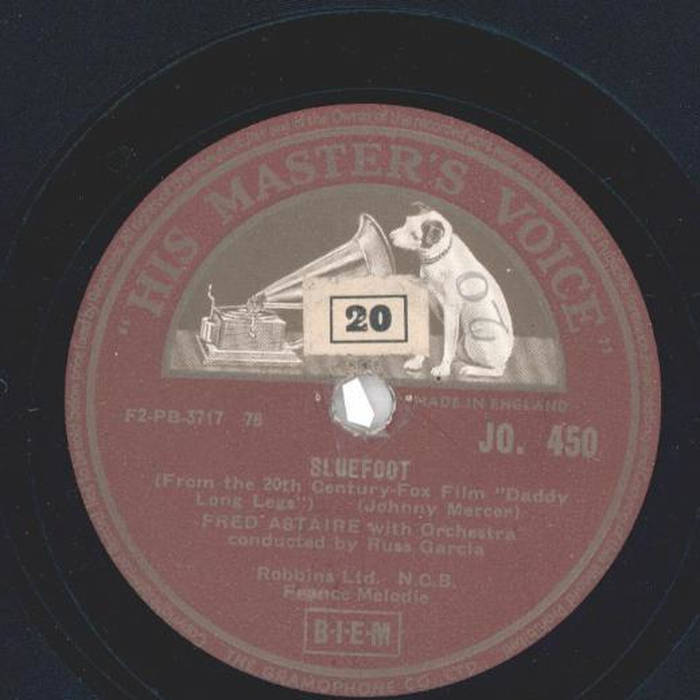 "HIS MASTER'S VOICE"
20
20
MADE IN ENGLAND
F2-PB-3717 78
JO. 450
SLUEFOOT
(From the 20th Century-Fox Film "Daddy
Long Legs") (Johnny Mercer)
FRED ASTAIRE with Orchestra
conducted by Russ Garcia
Robbins Ltd. N.C.B.
France Melodie
B·I·E·M
THE GRAMOPHONE CO. LTD.